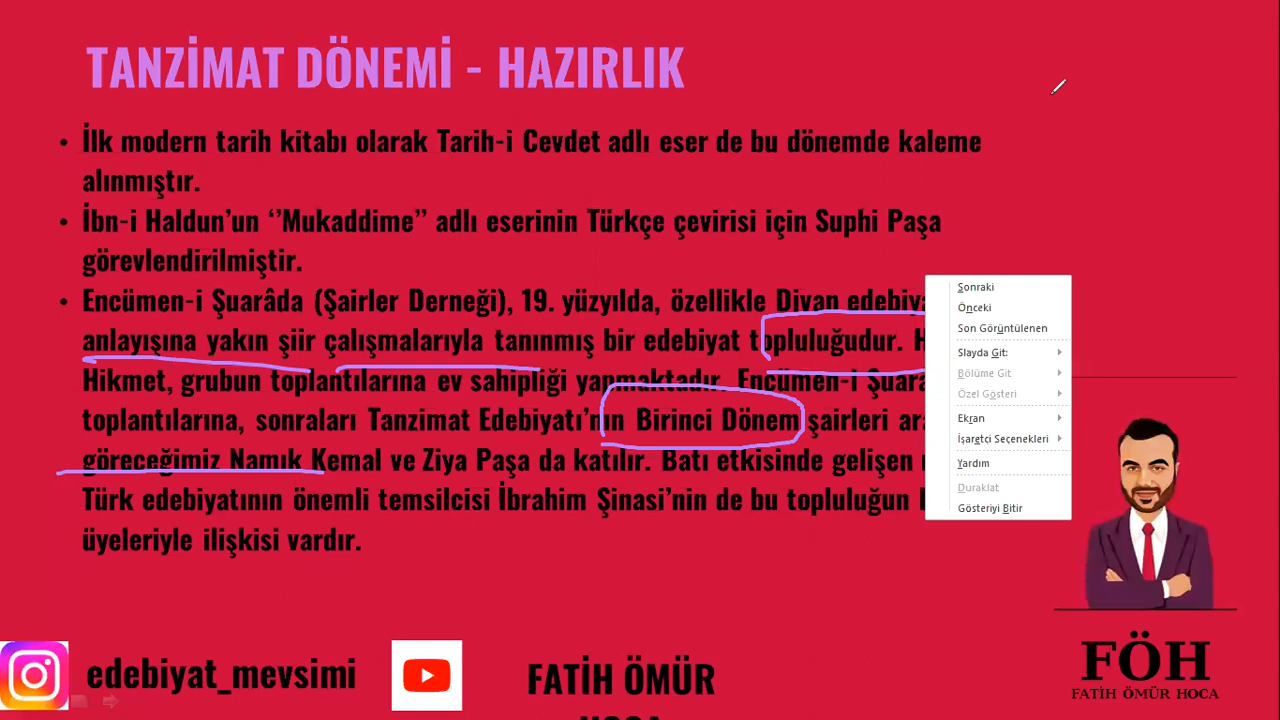 TANZİMAT DÖNEMİ - HAZIRLIK
• İlk modern tarih kitabı olarak Tarih-i Cevdet adlı eser de bu dönemde kaleme
alınmıştır.
• İbn-i Haldun’un ‘’Mukaddime’’ adlı eserinin Türkçe çevirisi için Suphi Paşa
görevlendirilmiştir.
• Encümen-i Şuarâda (Şairler Derneği), 19. yüzyılda, özellikle Divan
anlayışına yakın şiir çalışmalarıyla tanınmış bir edebiyat topluluğudur.
Hikmet, grubun toplantılarına ev sahipliği yapmaktadır. Encümen-i
toplantılarına, sonraları Tanzimat Edebiyatı’nın Birinci Dönem şairleri
göreceğimiz Namık Kemal ve Ziya Paşa da katılır. Batı etkisinde gelişen
Türk edebiyatının önemli temsilcisi İbrahim Şinasi’nin de bu topluluğun
üyeleriyle ilişkisi vardır.
Sonraki
Önceki
Son Görüntülenen
Slayda Git:
Bölüme Git
Özel Gösteri
Ekran
İşaretçi Seçenekleri
Yardım
Duraklat
Gösteriyi Bitir
FÖH
FATİH ÖMÜR HOCA
edebiyat_mevsimi
FATİH ÖMÜR
HOCA